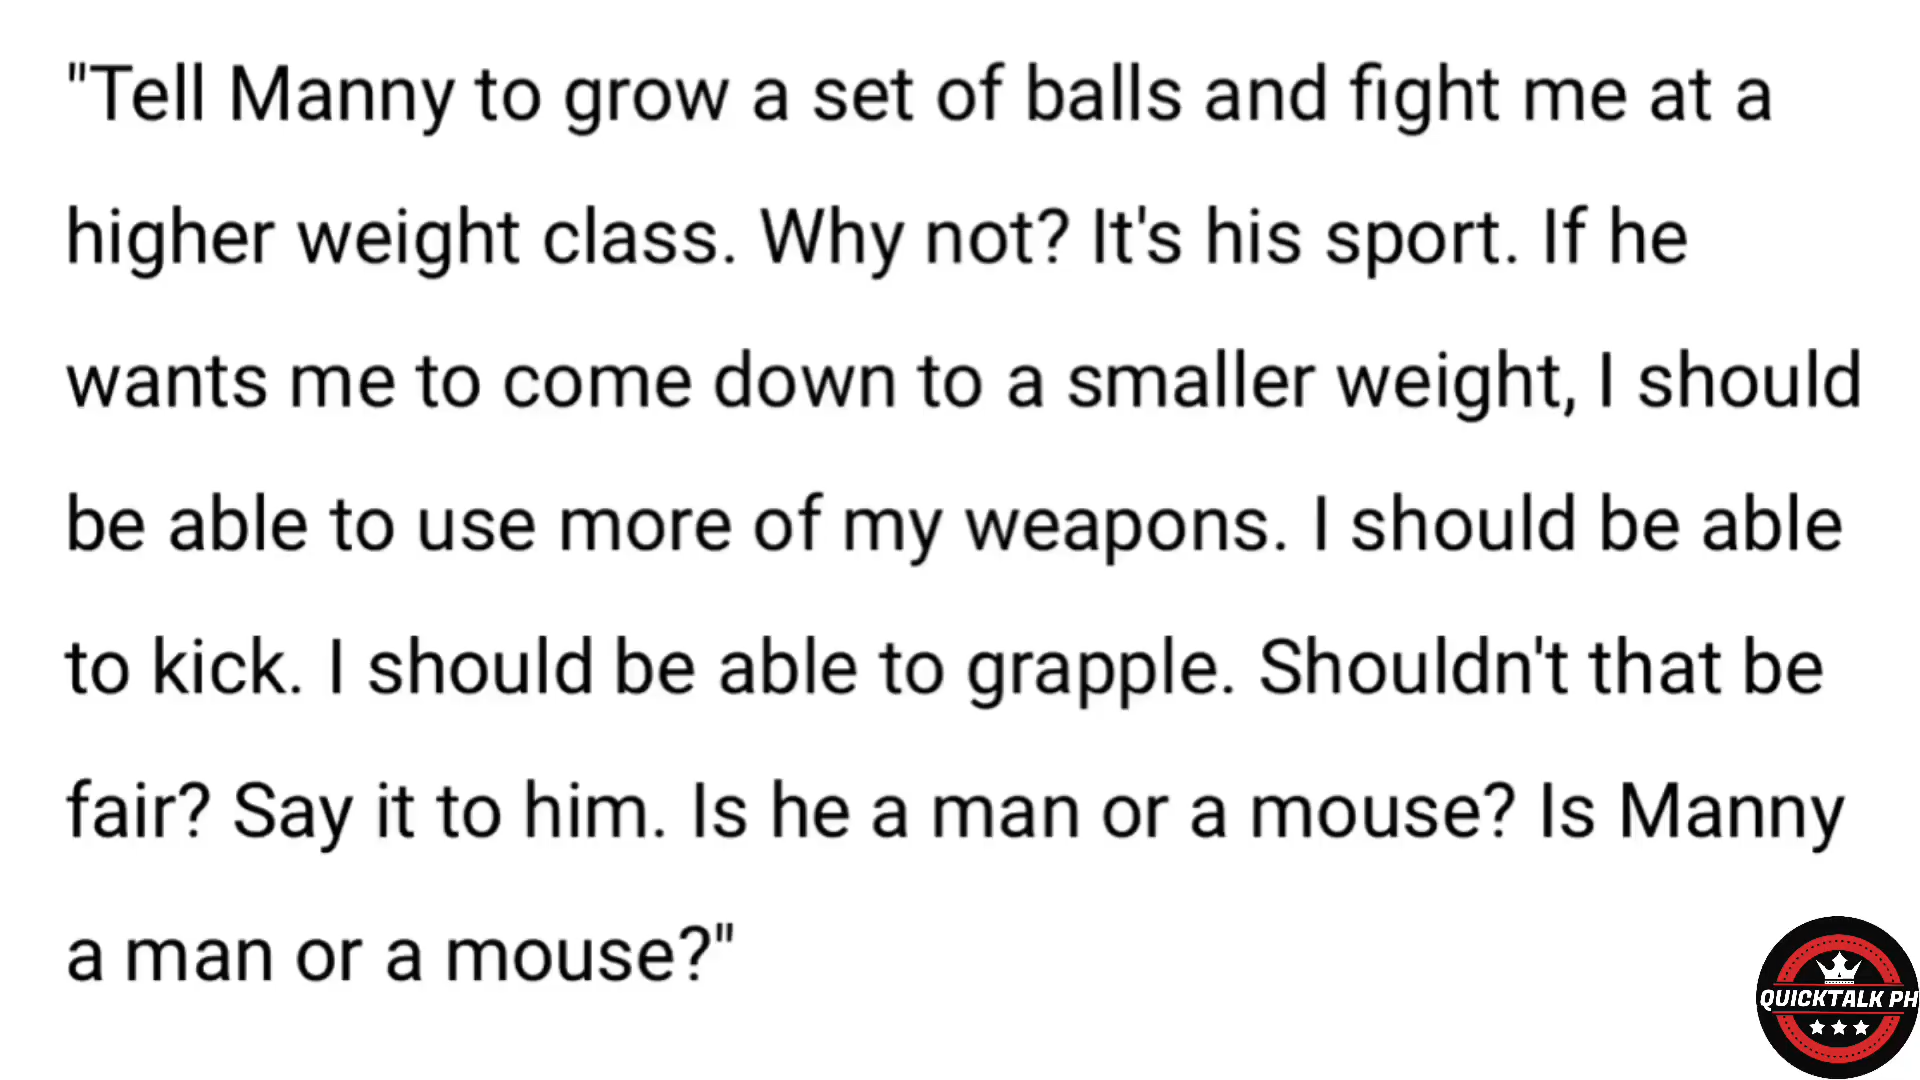 "Tell Manny to grow a set of balls and fight me at a
higher weight class. Why not? It's his sport. If he
wants me to come down to a smaller weight, I should
be able to use more of my weapons. I should be able
to kick. I should be able to grapple. Shouldn't that be
fair? Say it to him. Is he a man or a mouse? Is Manny
a man or a mouse?"
QUICKTALK PH